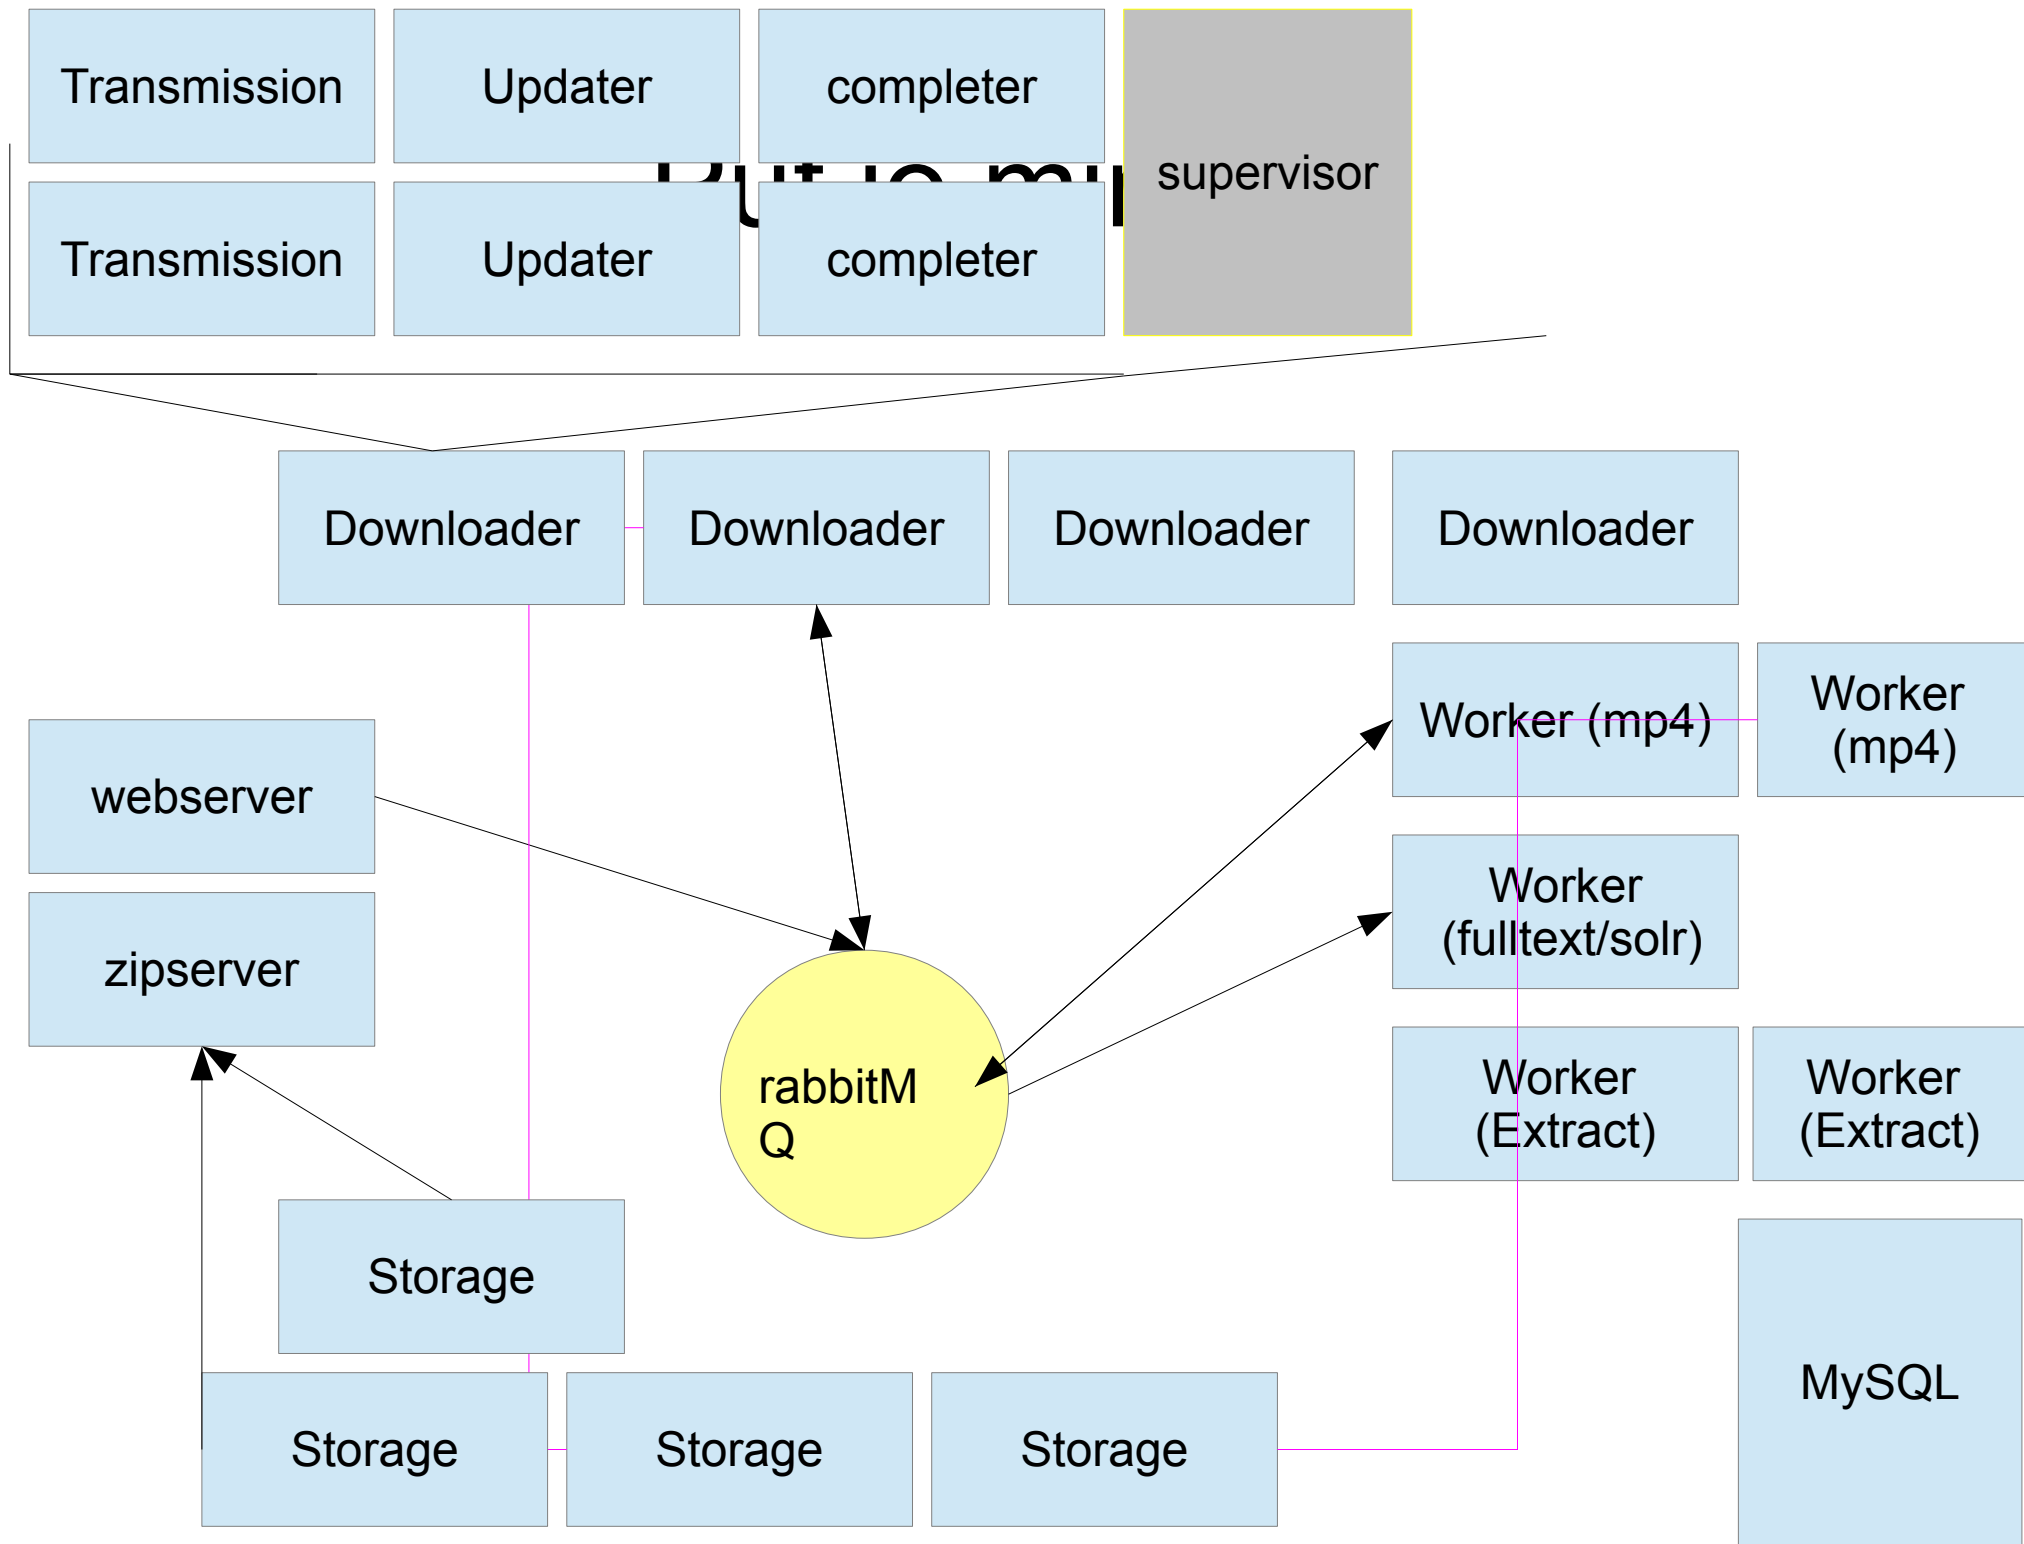 Transmission
Updater
completer
supervisor
Transmission
Updater
completer
Downloader
Downloader
Downloader
Downloader
Worker (mp4)
Worker
(mp4)
webserver
Worker
(fulltext/solr)
zipserver
rabbitM
Q
Worker
(Extract)
Worker
(Extract)
Storage
MySQL
Storage
Storage
Storage